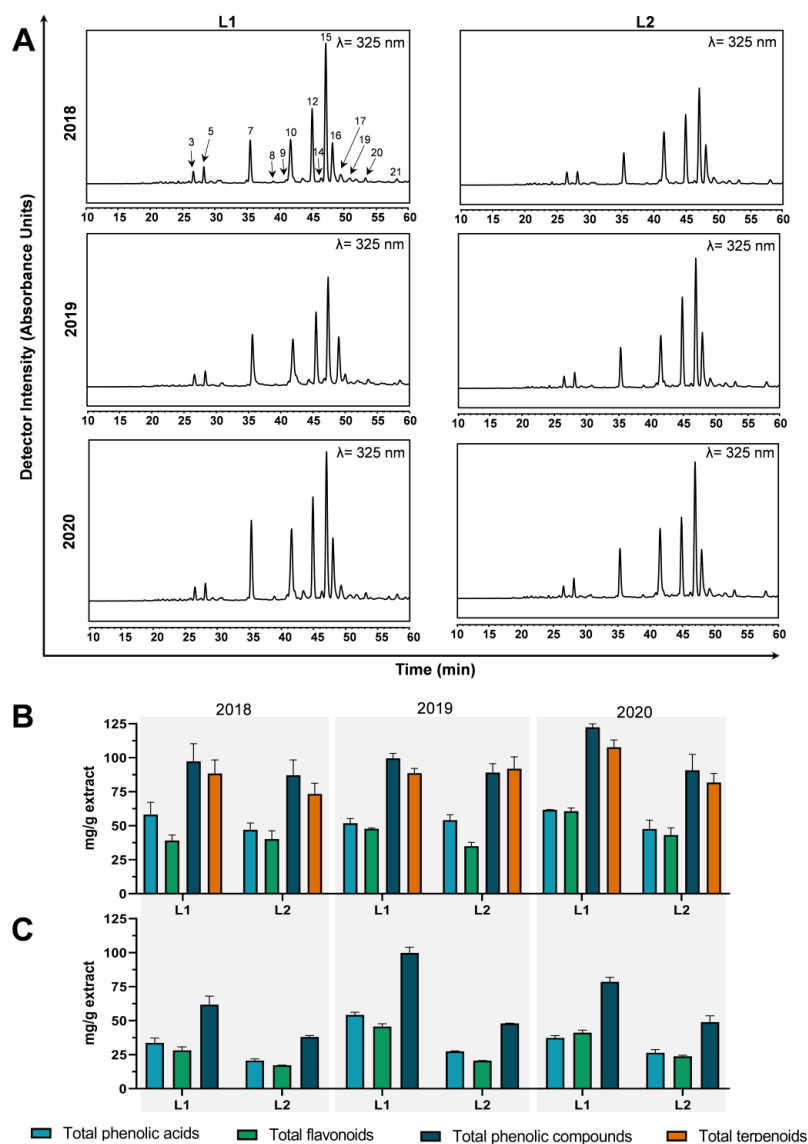 L1
L2
A
Detector Intensity (Absorbance Units)
2018
λ= 325 nm
3
5
7
8
9
10
12
14
15
16
17
19
20
21
10 15 20 25 30 35 40 45 50 55 60
λ= 325 nm
10 15 20 25 30 35 40 45 50 55 60
2019
λ= 325 nm
10 15 20 25 30 35 40 45 50 55 60
λ= 325 nm
10 15 20 25 30 35 40 45 50 55 60
2020
λ= 325 nm
10 15 20 25 30 35 40 45 50 55 60
λ= 325 nm
10 15 20 25 30 35 40 45 50 55 60
Time (min)
B
2018 2019 2020
mg/g extract
125
100
75
50
25
0
L1 L2 L1 L2 L1 L2
C
mg/g extract
125
100
75
50
25
0
L1 L2 L1 L2 L1 L2
Total phenolic acids Total flavonoids Total phenolic compounds Total terpenoids